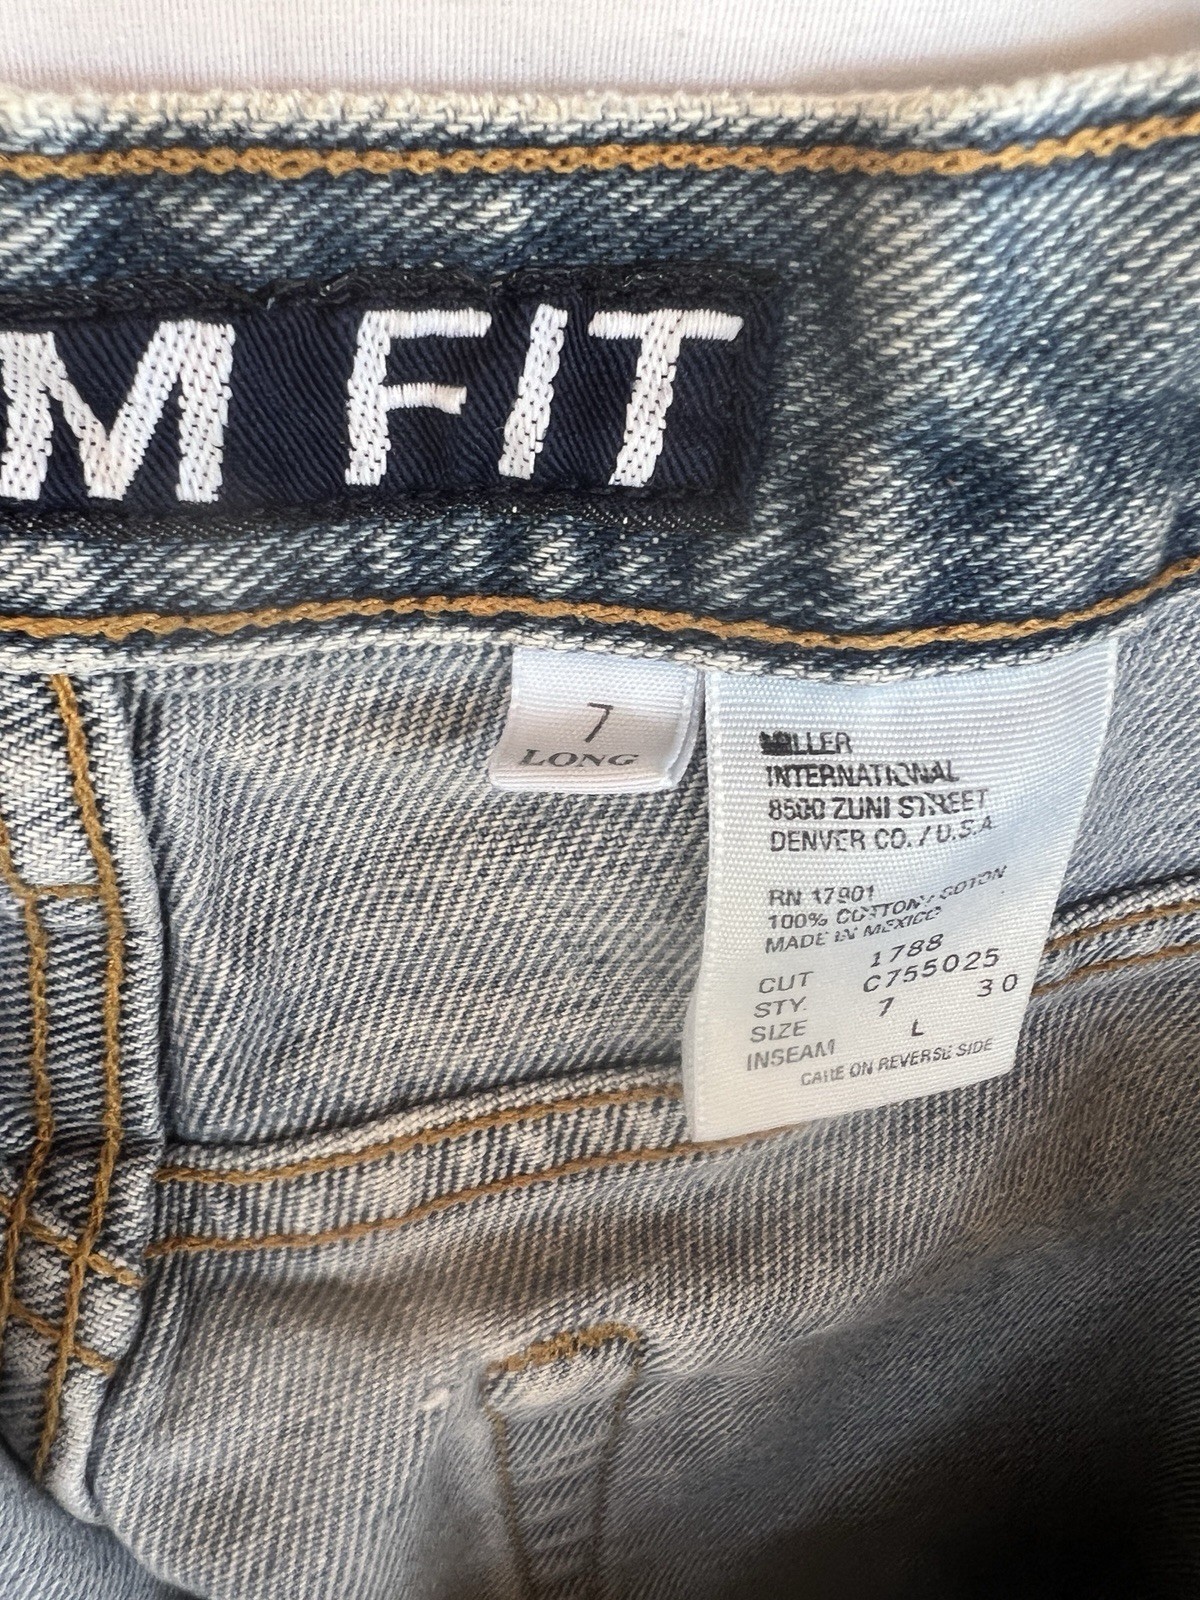 M FIT
7
LONG
MILLER
INTERNATIONAL
8500 ZUNI STREET
DENVER CO. / U.S.A.
RN 17901
100% COTTON / COTON
MADE IN MEXICO
CUT 1788
STY. C755025
SIZE 7 30
INSEAM L
CARE ON REVERSE SIDE